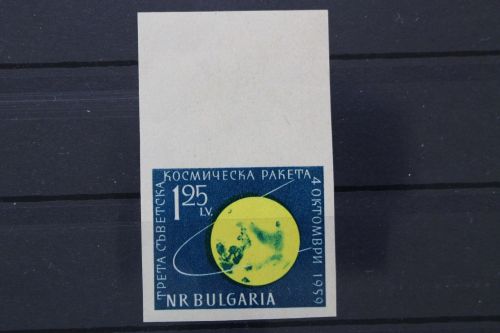 ТРЕТА СЪВЕТСКА
КОСМИЧЕСКА РАКЕТА
4 ОКТОМВРИ 1959
1 25
LV.
NR BULGARIA